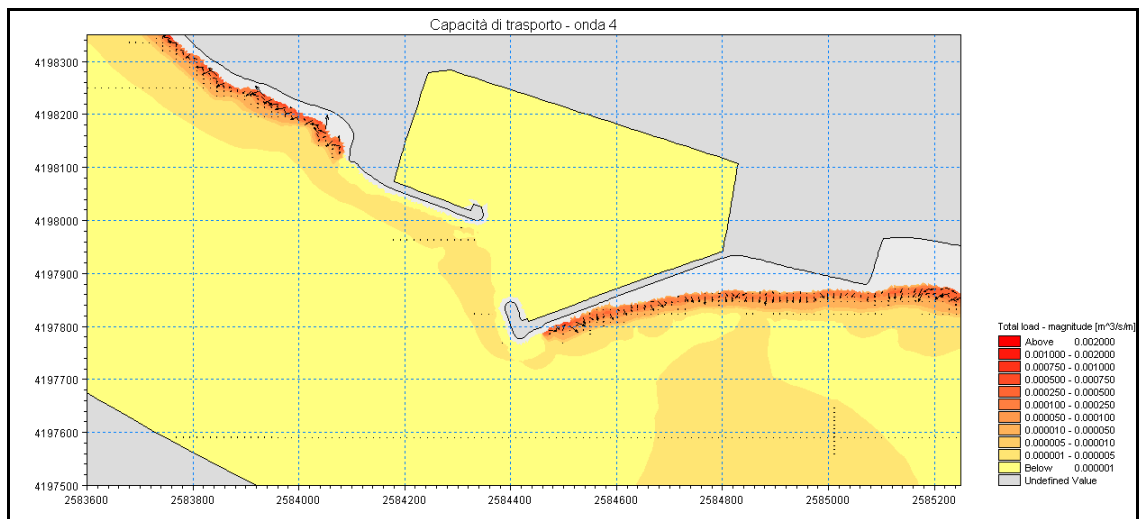 Capacità di trasporto - onda 4
4198300
4198200
4198100
4198000
4197900
4197800
4197700
4197600
4197500
2583600 2583800 2584000 2584200 2584400 2584600 2584800 2585000 2585200
Total load - magnitude [m^3/s/m]
Above 0.002000
0.001000 - 0.002000
0.000750 - 0.001000
0.000500 - 0.000750
0.000250 - 0.000500
0.000100 - 0.000250
0.000050 - 0.000100
0.000010 - 0.000050
0.000005 - 0.000010
0.000001 - 0.000005
Below 0.000001
Undefined Value